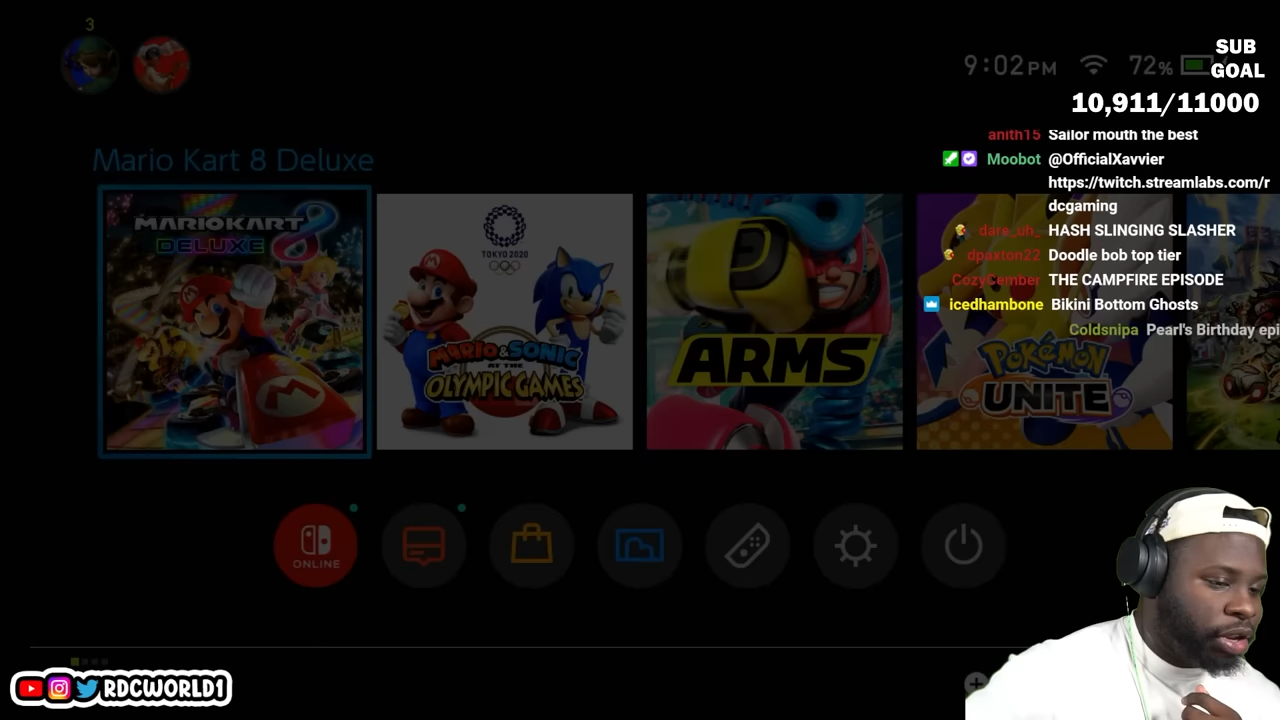 3
9:02 PM
72%
SUB
GOAL
10,911/11000
anith15 Sailor mouth the best
Moobot @OfficialXavvier
https://twitch.streamlabs.com/r
dcgaming
dare_uh_ HASH SLINGING SLASHER
dpaxton22 Doodle bob top tier
CozyCember THE CAMPFIRE EPISODE
icedhambone Bikini Bottom Ghosts
Coldsnipa Pearl's Birthday epi
Mario Kart 8 Deluxe
MARIOKART 8
DELUXE
TOKYO 2020
MARIO & SONIC
AT THE
OLYMPIC GAMES
ARMS
POKÉMON
UNITE
ONLINE
RDCWORLD1